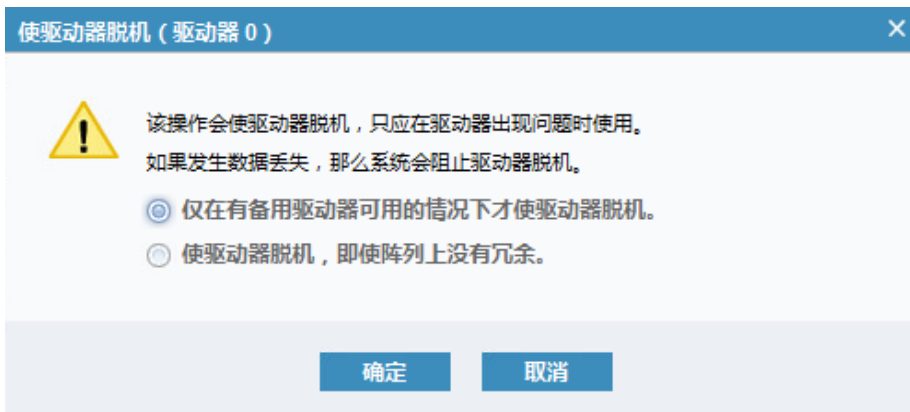 使驱动器脱机（驱动器 0）
该操作会使驱动器脱机，只应在驱动器出现问题时使用。
如果发生数据丢失，那么系统会阻止驱动器脱机。
仅在有备用驱动器可用的情况下才使驱动器脱机。
使驱动器脱机，即使阵列上没有冗余。
确定 取消